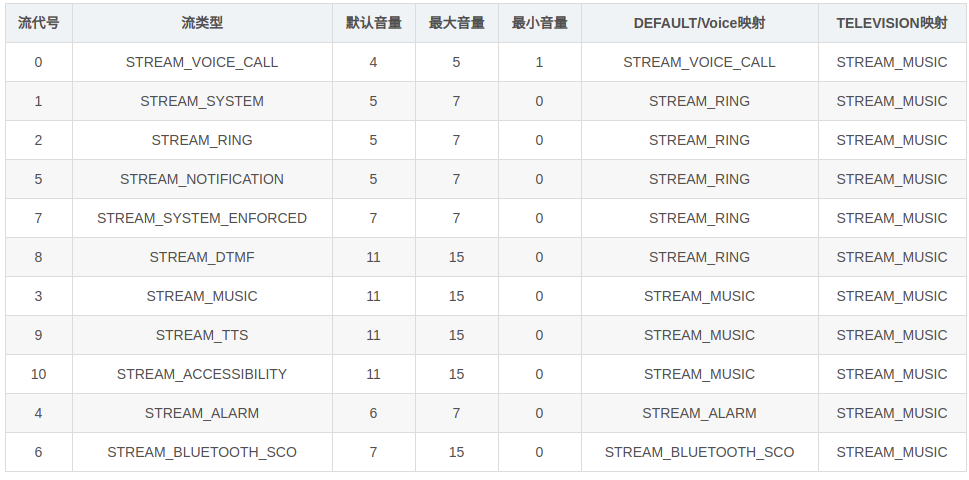 流代号 流类型 默认音量 最大音量 最小音量 DEFAULT/Voice映射 TELEVISION映射
0 STREAM_VOICE_CALL 4 5 1 STREAM_VOICE_CALL STREAM_MUSIC
1 STREAM_SYSTEM 5 7 0 STREAM_RING STREAM_MUSIC
2 STREAM_RING 5 7 0 STREAM_RING STREAM_MUSIC
5 STREAM_NOTIFICATION 5 7 0 STREAM_RING STREAM_MUSIC
7 STREAM_SYSTEM_ENFORCED 7 7 0 STREAM_RING STREAM_MUSIC
8 STREAM_DTMF 11 15 0 STREAM_RING STREAM_MUSIC
3 STREAM_MUSIC 11 15 0 STREAM_MUSIC STREAM_MUSIC
9 STREAM_TTS 11 15 0 STREAM_MUSIC STREAM_MUSIC
10 STREAM_ACCESSIBILITY 11 15 0 STREAM_MUSIC STREAM_MUSIC
4 STREAM_ALARM 6 7 0 STREAM_ALARM STREAM_MUSIC
6 STREAM_BLUETOOTH_SCO 7 15 0 STREAM_BLUETOOTH_SCO STREAM_MUSIC